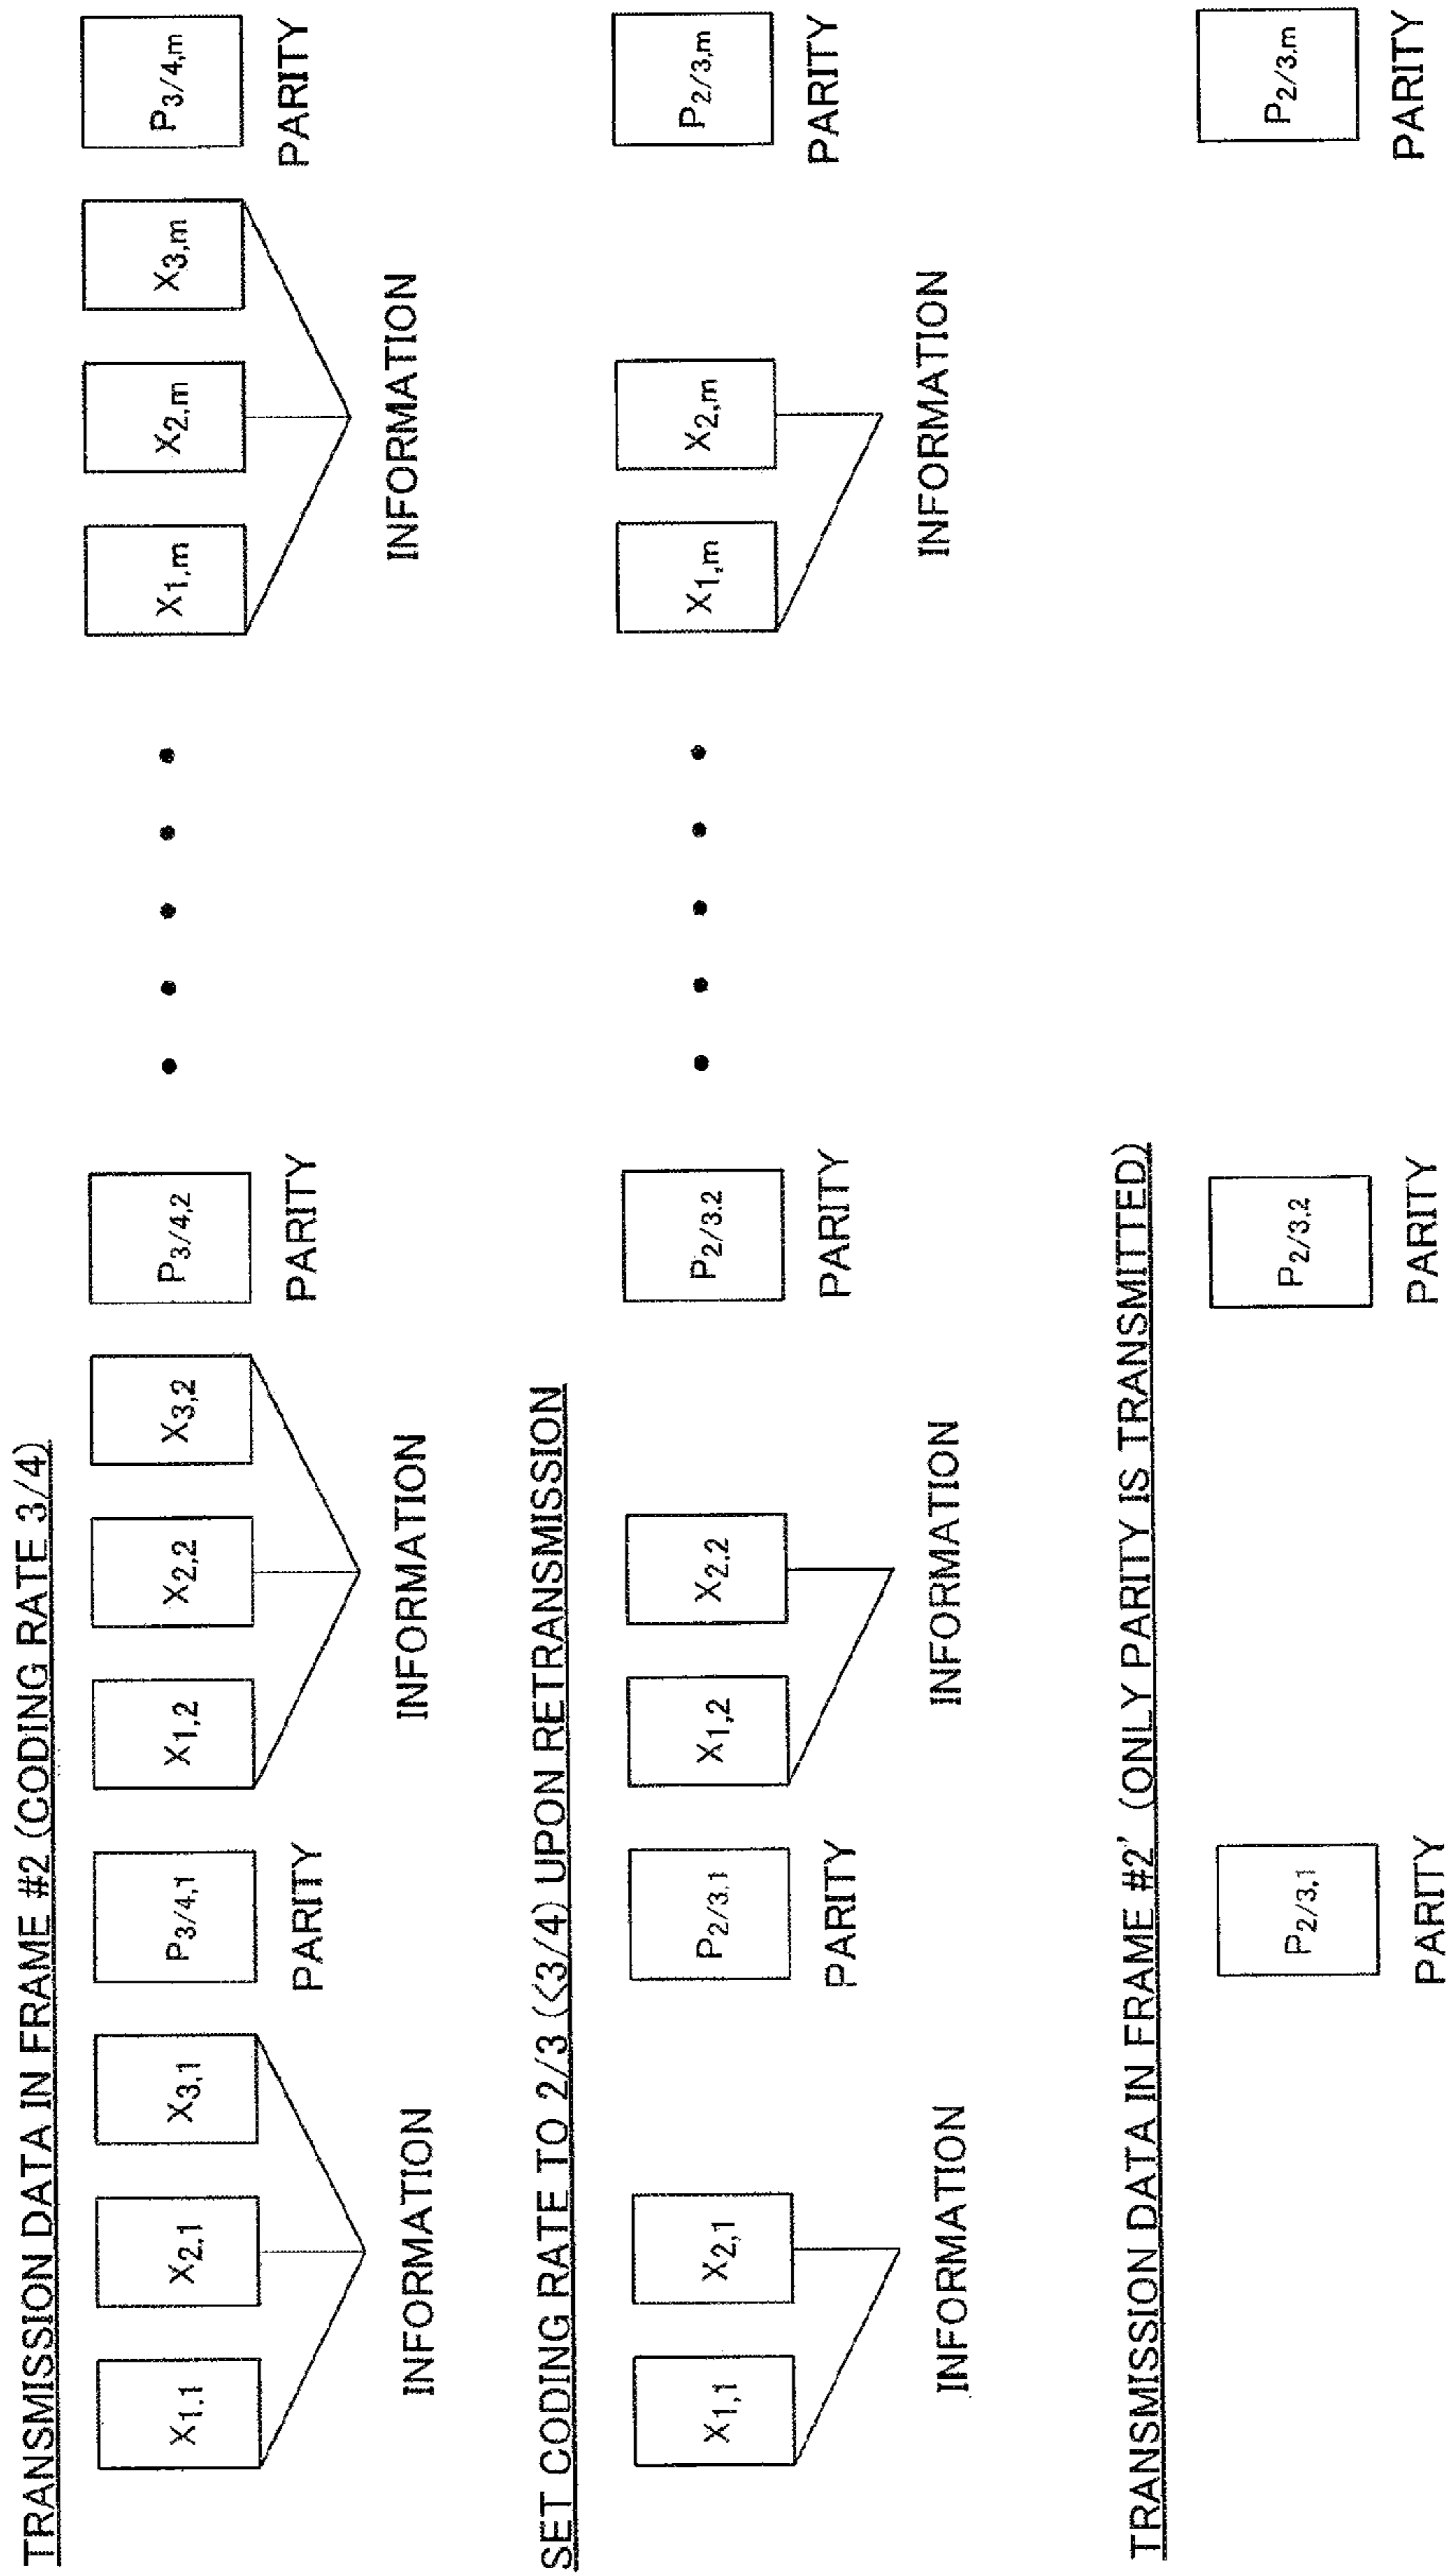 TRANSMISSION DATA IN FRAME #2 (CODING RATE 3/4)
X1,1 X2,1 X3,1 P3/4,1 X1,2 X2,2 X3,2 P3/4,2 • • • • • X1,m X2,m X3,m P3/4,m
PARITY PARITY PARITY
INFORMATION INFORMATION INFORMATION
SET CODING RATE TO 2/3 (<3/4) UPON RETRANSMISSION
X1,1 X2,1 P2/3,1 X1,2 X2,2 P2/3,2 • • • • • X1,m X2,m P2/3,m
PARITY PARITY PARITY
INFORMATION INFORMATION INFORMATION
TRANSMISSION DATA IN FRAME #2' (ONLY PARITY IS TRANSMITTED)
P2/3,1 P2/3,2 P2/3,m
PARITY PARITY PARITY